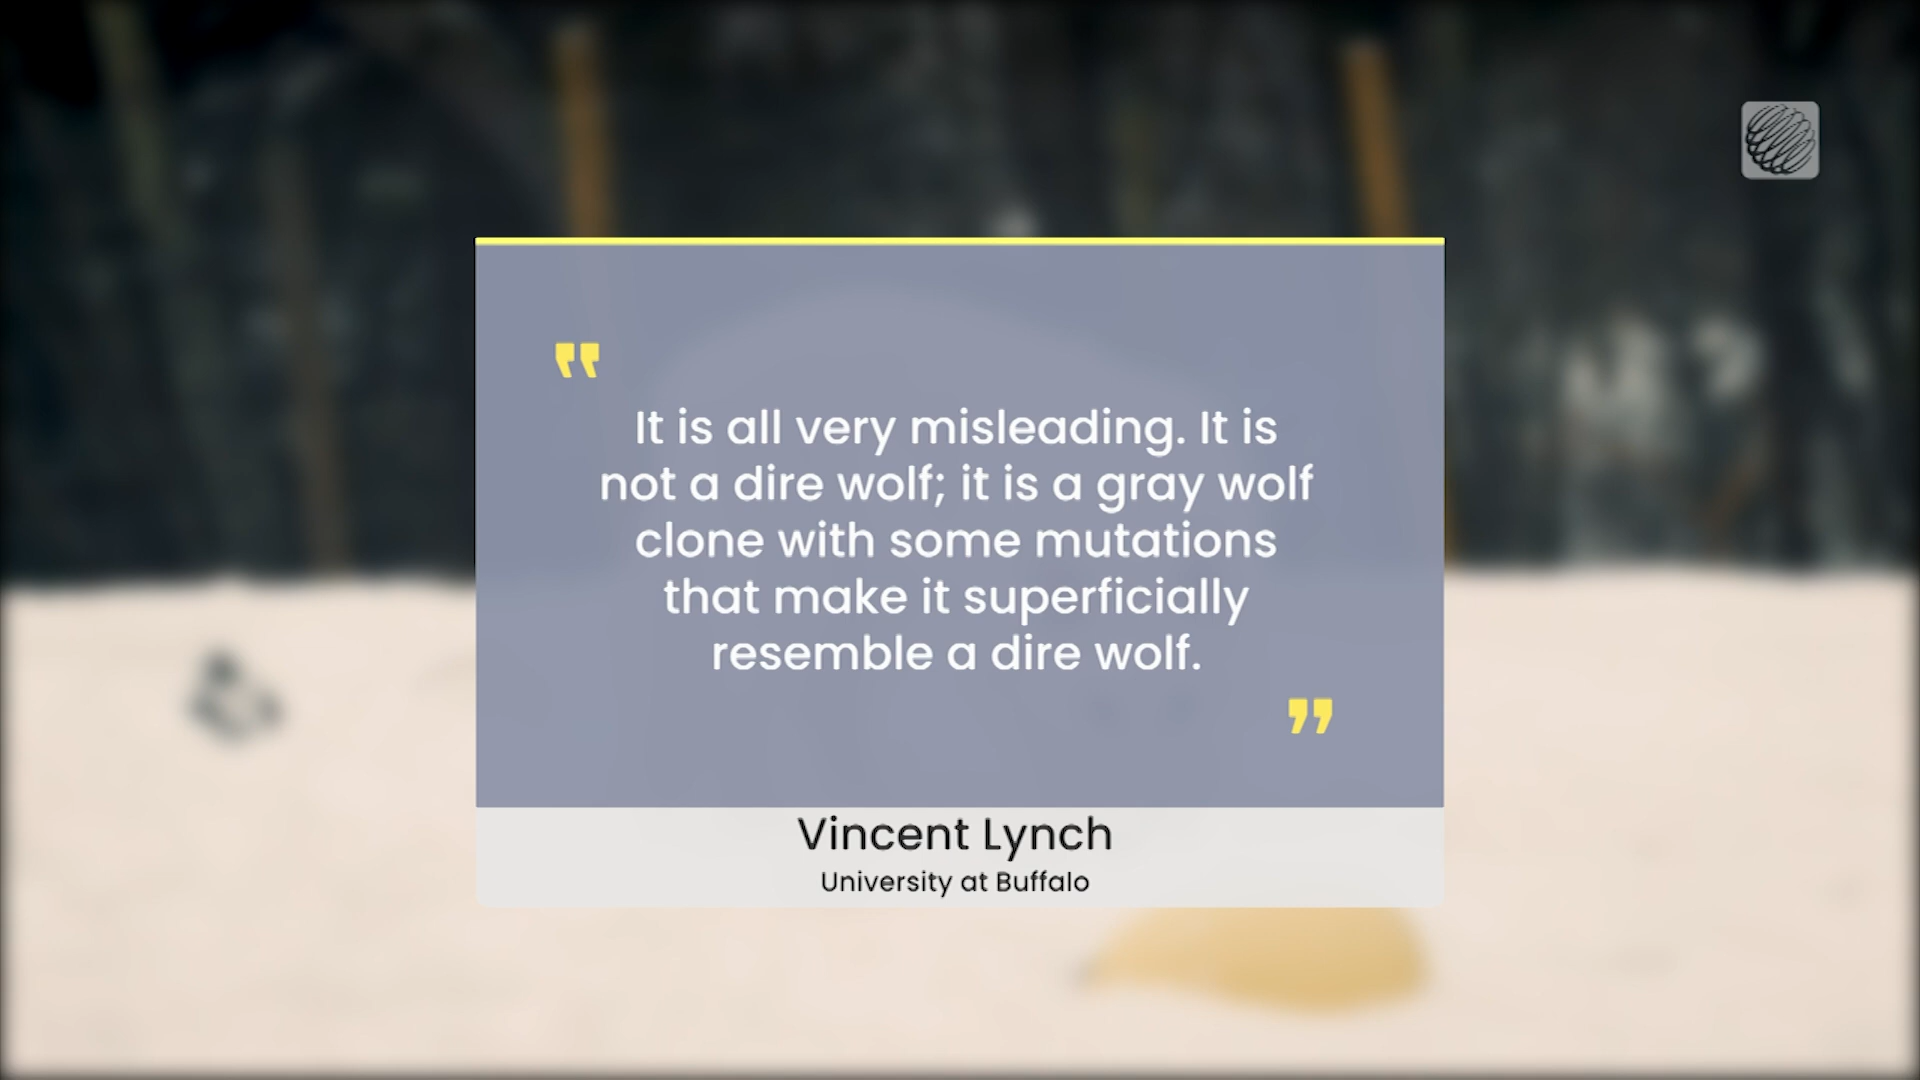 "
It is all very misleading. It is
not a dire wolf; it is a gray wolf
clone with some mutations
that make it superficially
resemble a dire wolf.
"
Vincent Lynch
University at Buffalo